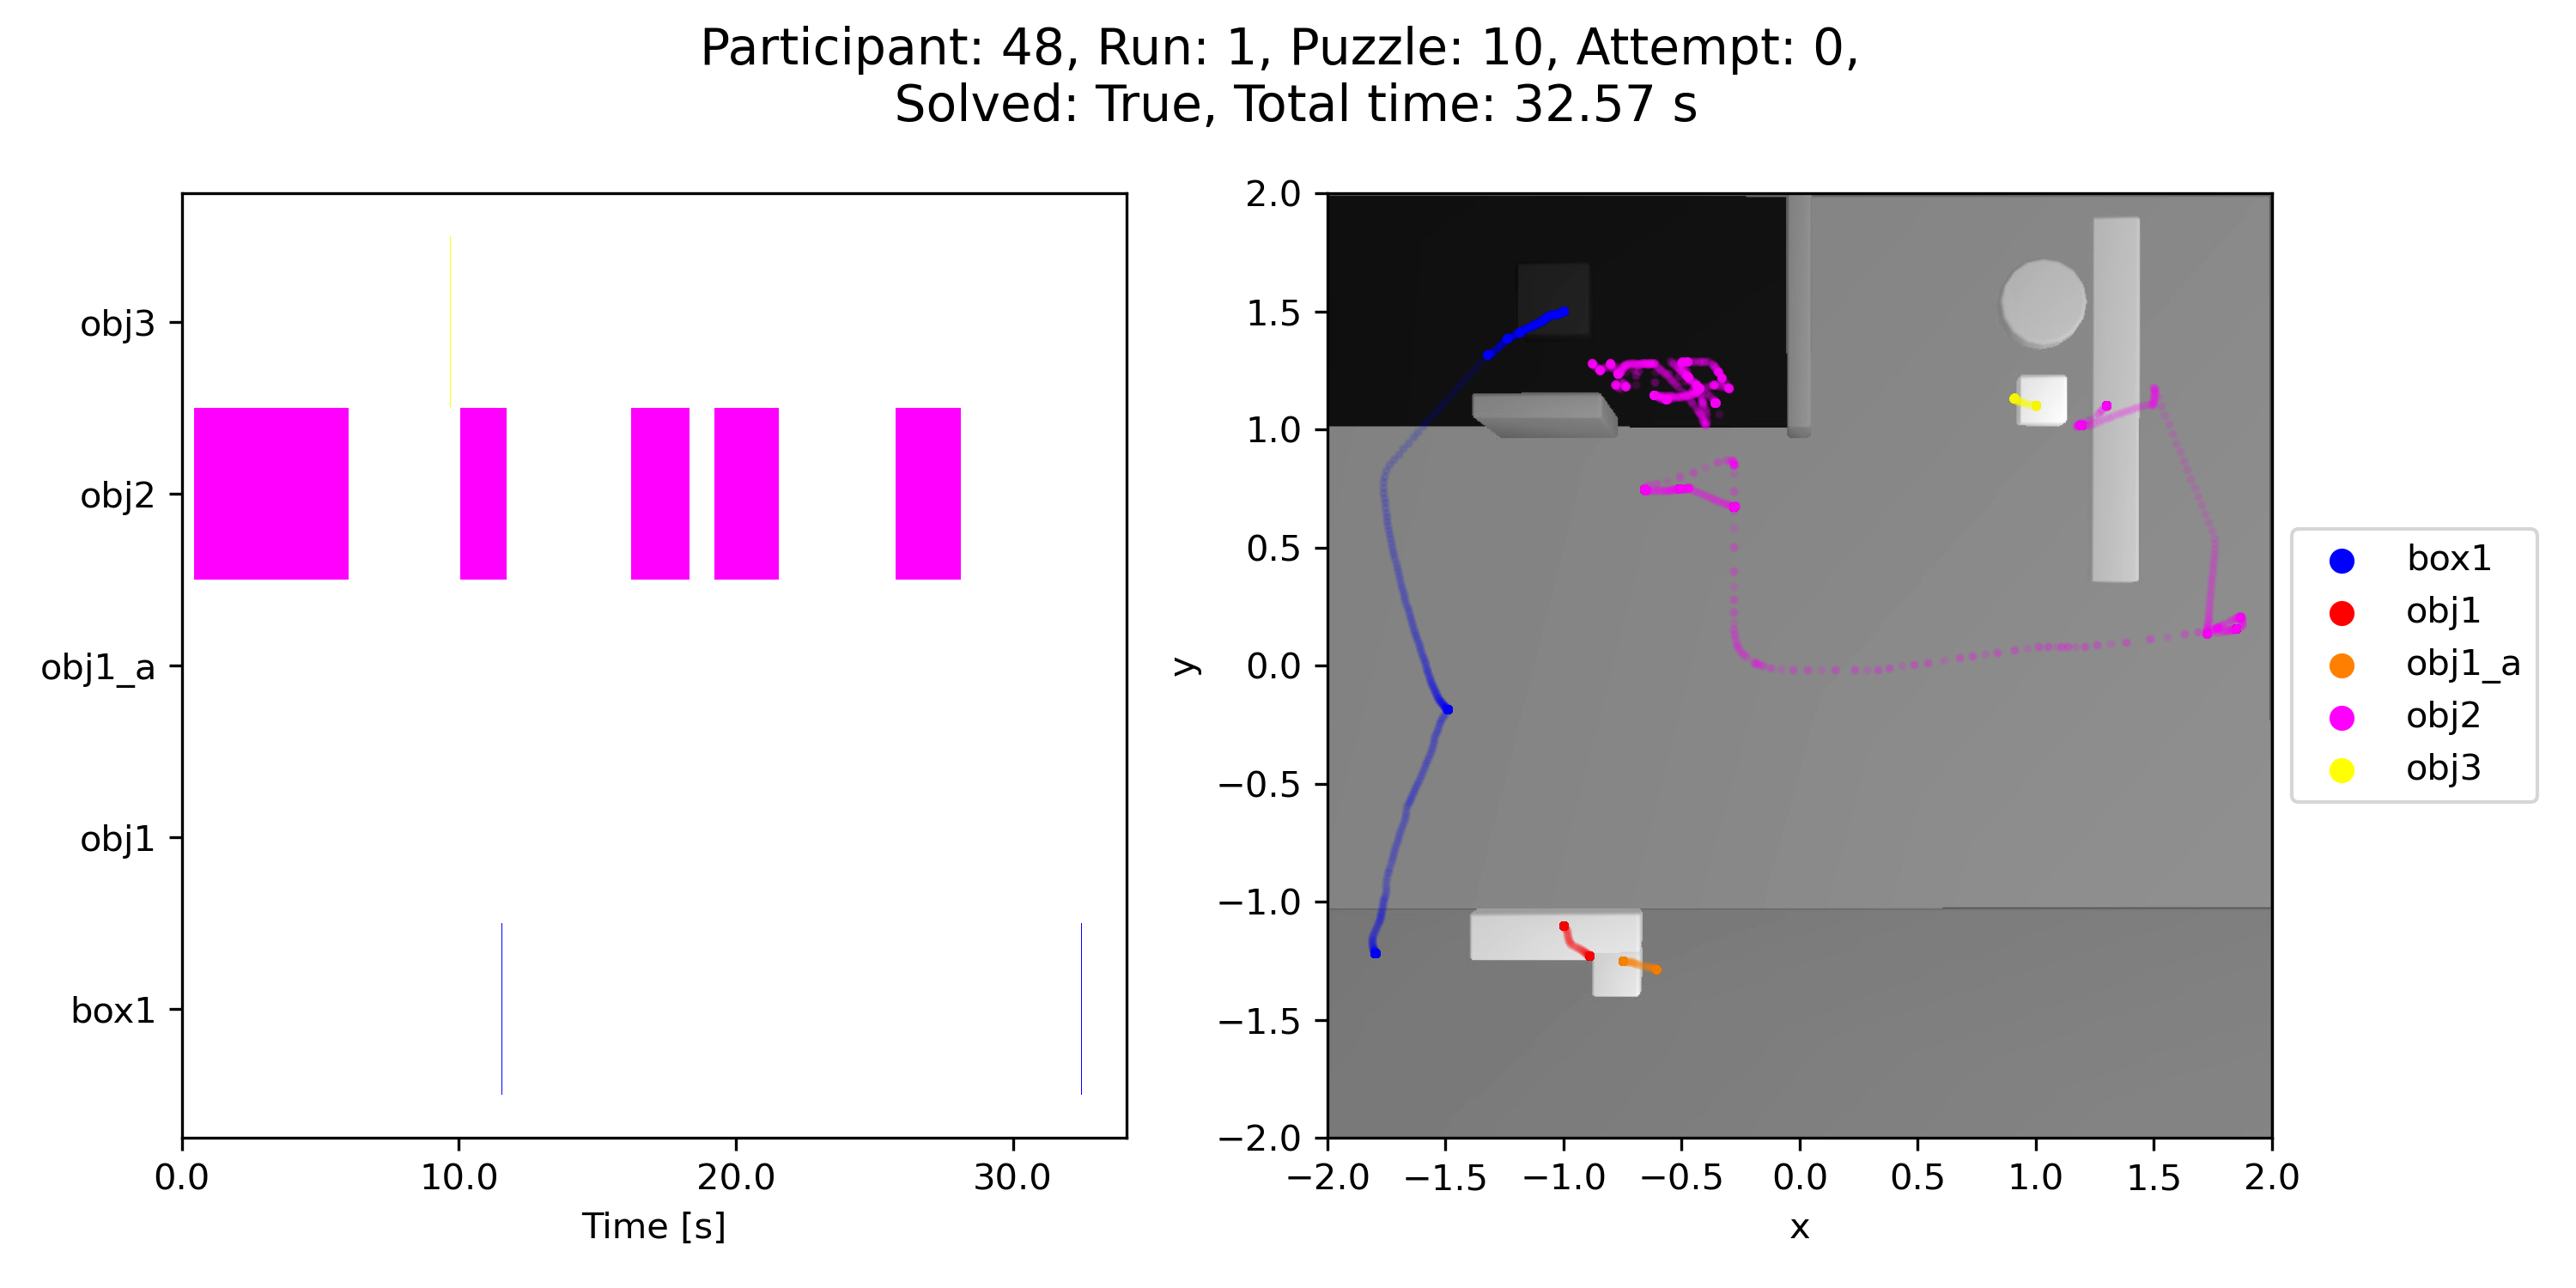 Participant: 48, Run: 1, Puzzle: 10, Attempt: 0,
Solved: True, Total time: 32.57 s
obj3
obj2
obj1_a
obj1
box1
0.0 10.0 20.0 30.0
Time [s]
2.0
1.5
1.0
0.5
0.0
−0.5
−1.0
−1.5
−2.0
y
−2.0 −1.5 −1.0 −0.5 0.0 0.5 1.0 1.5 2.0
x
box1
obj1
obj1_a
obj2
obj3